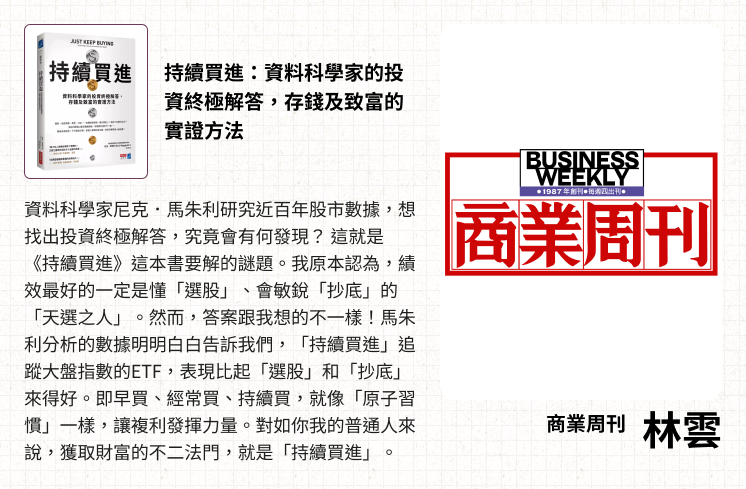 JUST KEEP BUYING
持續買進
資料科學家的投資終極解答,
存錢及致富的實證方法
持續買進:資料科學家的投
資終極解答,存錢及致富的
實證方法
資料科學家尼克.馬朱利研究近百年股市數據,想
找出投資終極解答,究竟會有何發現? 這就是
《持續買進》這本書要解的謎題。我原本認為,績
效最好的一定是懂「選股」、會敏銳「抄底」的
「天選之人」。然而,答案跟我想的不一樣!馬朱
利分析的數據明明白白告訴我們,「持續買進」追
蹤大盤指數的ETF,表現比起「選股」和「抄底」
來得好。即早買、經常買、持續買,就像「原子習
慣」一樣,讓複利發揮力量。對如你我的普通人來
說,獲取財富的不二法門,就是「持續買進」。
BUSINESS
WEEKLY
●1987年創刊●每週四出刊●
商業周刊
商業周刊 林雲